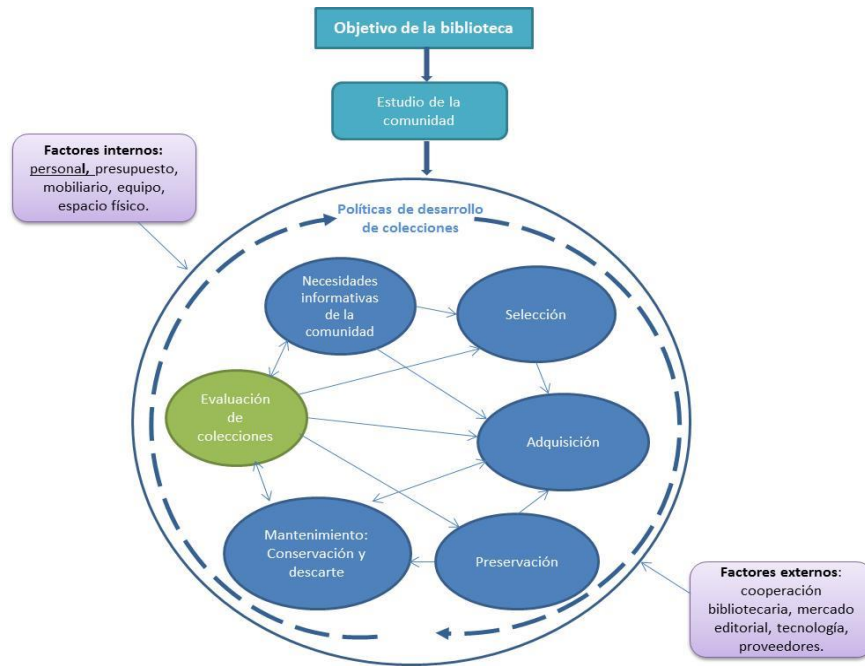 Objetivo de la biblioteca
Estudio de la
comunidad
Factores internos:
personal, presupuesto,
mobiliario, equipo,
espacio físico.
Políticas de desarrollo
de colecciones
Necesidades
informativas
de la
comunidad
Selección
Evaluación
de
colecciones
Adquisición
Mantenimiento:
Conservación y
descarte
Preservación
Factores externos:
cooperación
bibliotecaria, mercado
editorial, tecnología,
proveedores.